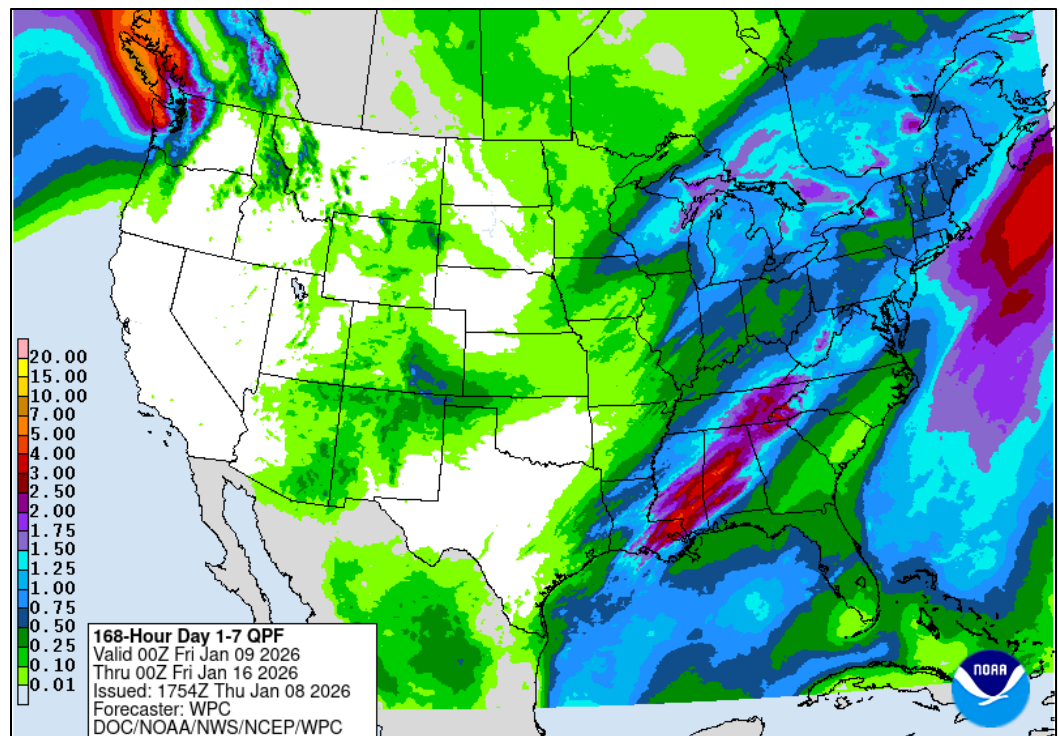 20.00
15.00
10.00
7.00
5.00
4.00
3.00
2.50
2.00
1.75
1.50
1.25
1.00
0.75
0.50
0.25
0.10
0.01
168-Hour Day 1-7 QPF
Valid 00Z Fri Jan 09 2026
Thru 00Z Fri Jan 16 2026
Issued: 1754Z Thu Jan 08 2026
Forecaster: WPC
DOC/NOAA/NWS/NCEP/WPC
NOAA